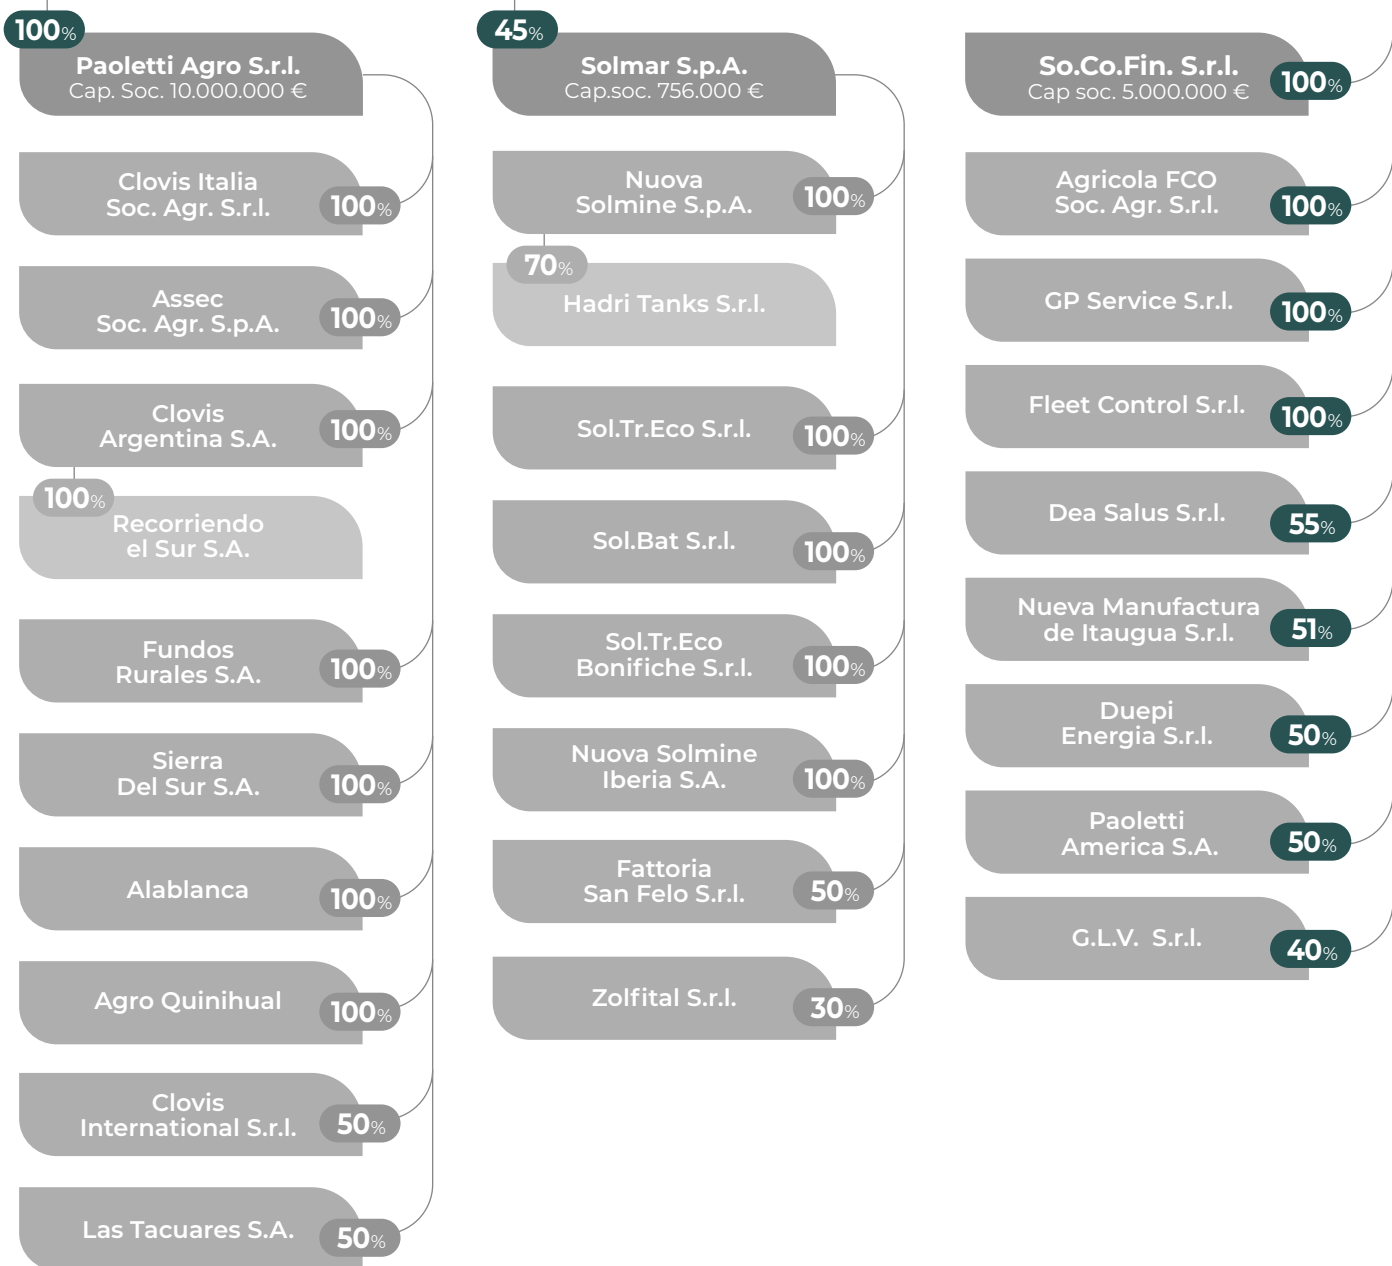 100%
Paoletti Agro S.r.l.
Cap. Soc. 10.000.000 €
Clovis Italia
Soc. Agr. S.r.l.
100%
Assec
Soc. Agr. S.p.A.
100%
Clovis
Argentina S.A.
100%
100%
Recorriendo
el Sur S.A.
Fundos
Rurales S.A.
100%
Sierra
Del Sur S.A.
100%
Alablanca
100%
Agro Quinihual
100%
Clovis
International S.r.l.
50%
Las Tacuares S.A.
50%
45%
Solmar S.p.A.
Cap.soc. 756.000 €
Nuova
Solmine S.p.A.
100%
70%
Hadri Tanks S.r.l.
Sol.Tr.Eco S.r.l.
100%
Sol.Bat S.r.l.
100%
Sol.Tr.Eco
Bonifiche S.r.l.
100%
Nuova Solmine
Iberia S.A.
100%
Fattoria
San Felo S.r.l.
50%
Zolfital S.r.l.
30%
So.Co.Fin. S.r.l.
Cap soc. 5.000.000 €
100%
Agricola FCO
Soc. Agr. S.r.l.
100%
GP Service S.r.l.
100%
Fleet Control S.r.l.
100%
Dea Salus S.r.l.
55%
Nueva Manufactura
de Itaugua S.r.l.
51%
Duepi
Energia S.r.l.
50%
Paoletti
America S.A.
50%
G.L.V. S.r.l.
40%